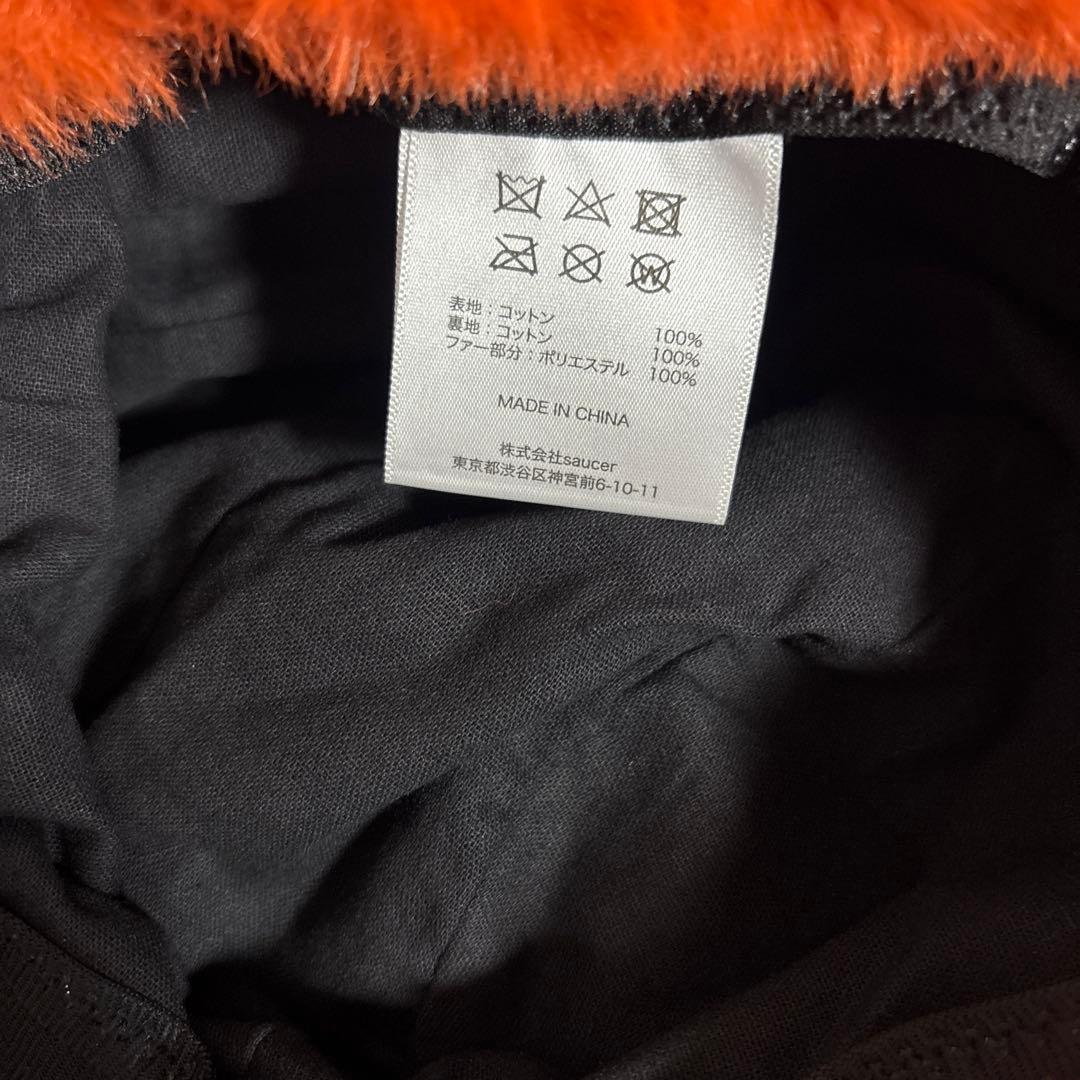 表地：コットン 100%
裏地：コットン 100%
ファー部分：ポリエステル 100%
MADE IN CHINA
株式会社saucer
東京都渋谷区神宮前6-10-11